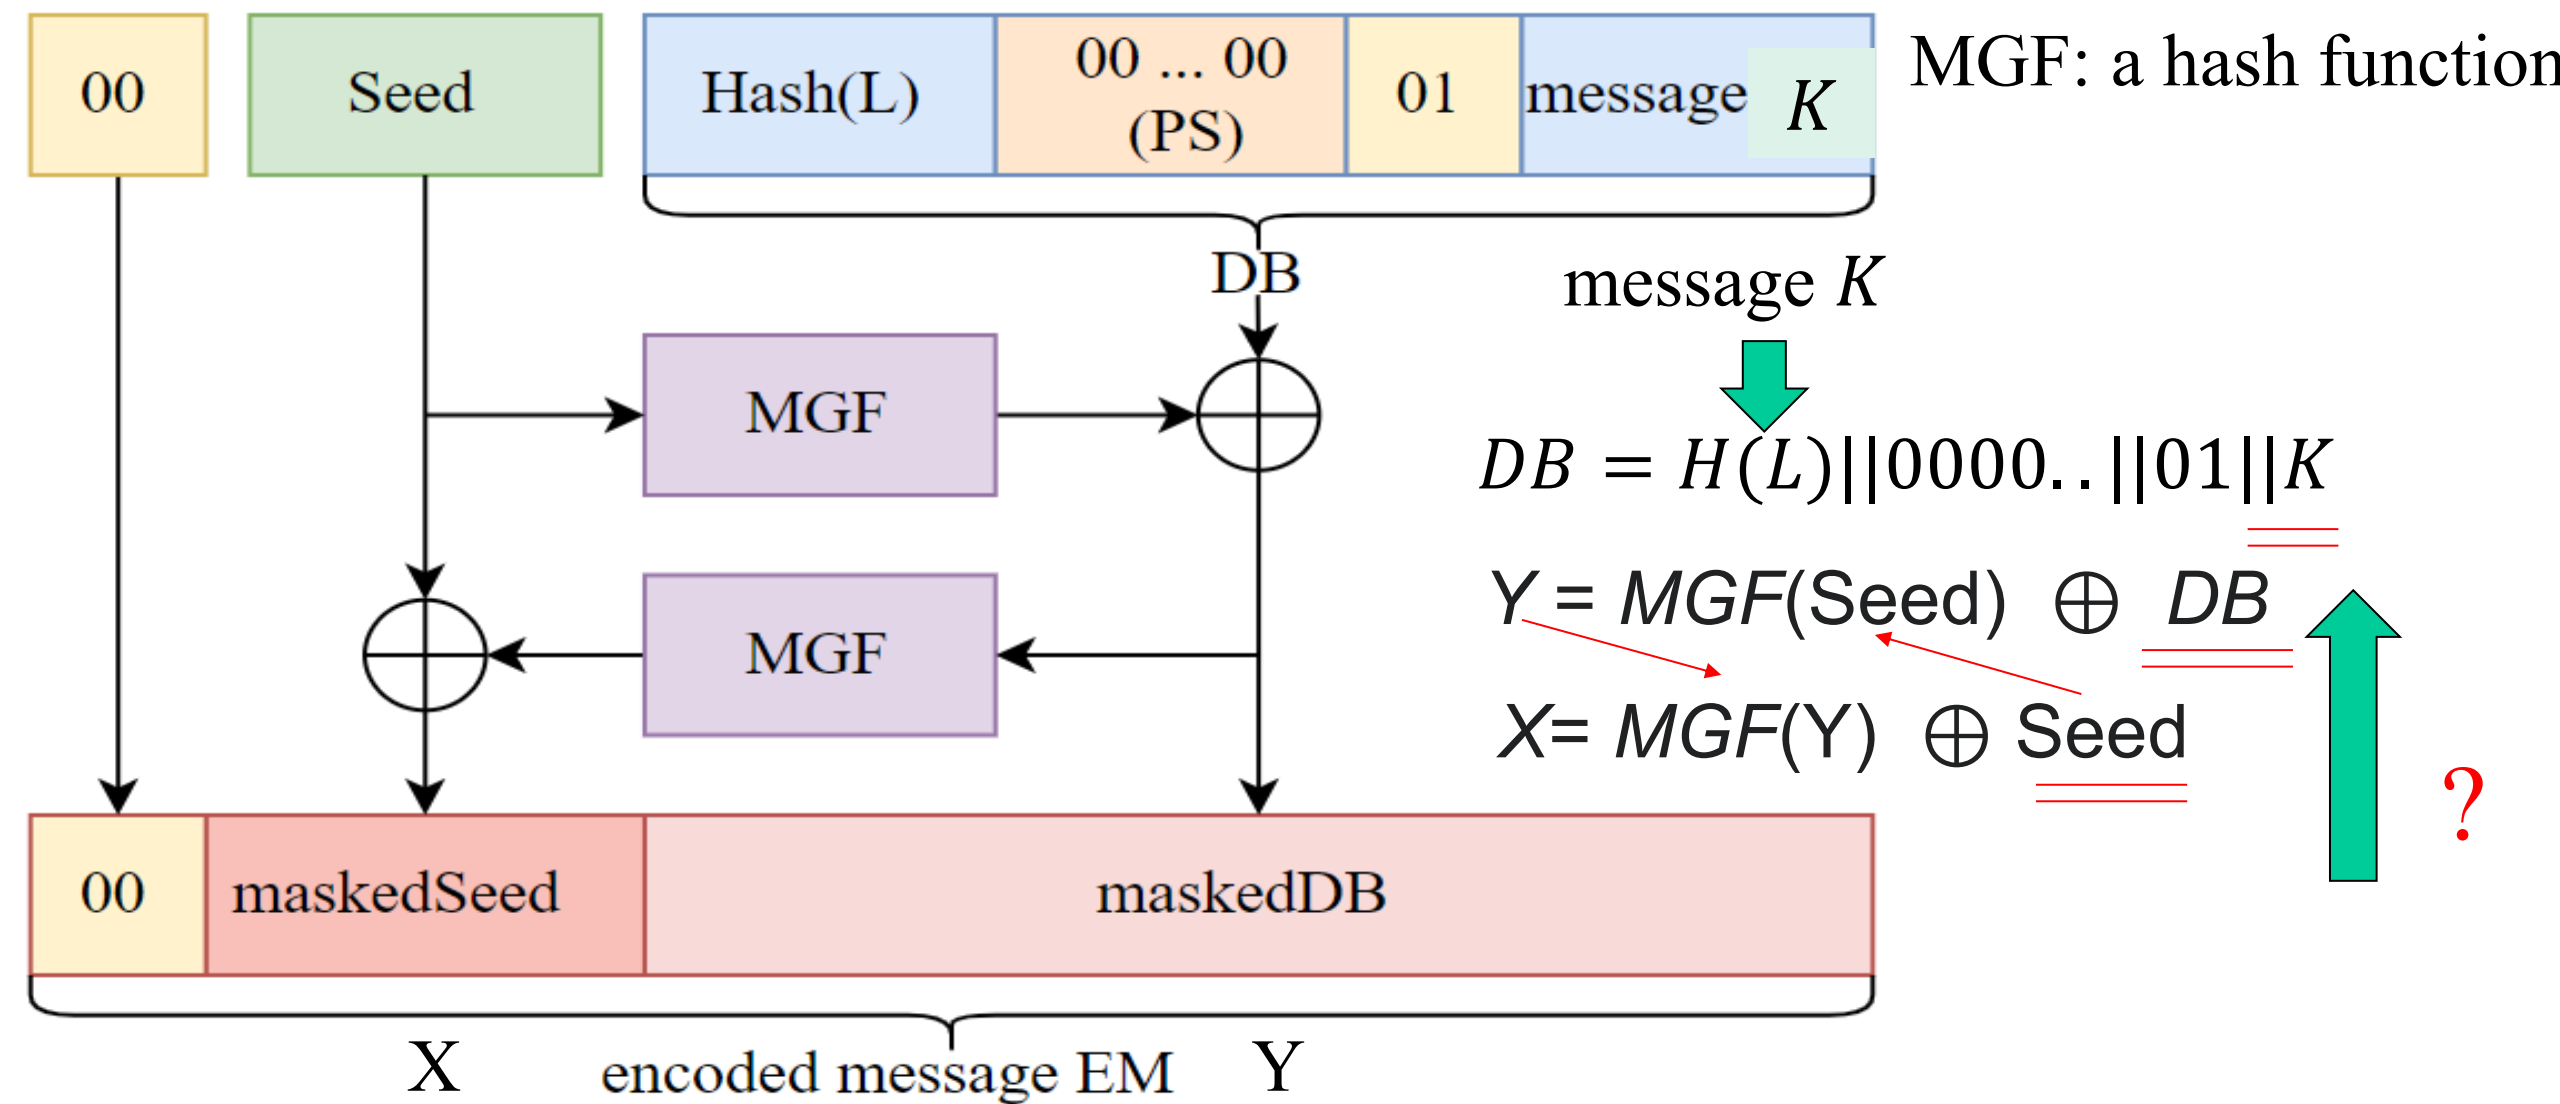 00
Seed
Hash(L)
00 ... 00
(PS)
01
message K
MGF: a hash function
DB
message K
MGF
DB = H(L)||0000..||01||K
Y = MGF(Seed) ⊕ DB
MGF
X= MGF(Y) ⊕ Seed
?
00
maskedSeed
maskedDB
X
encoded message EM
Y